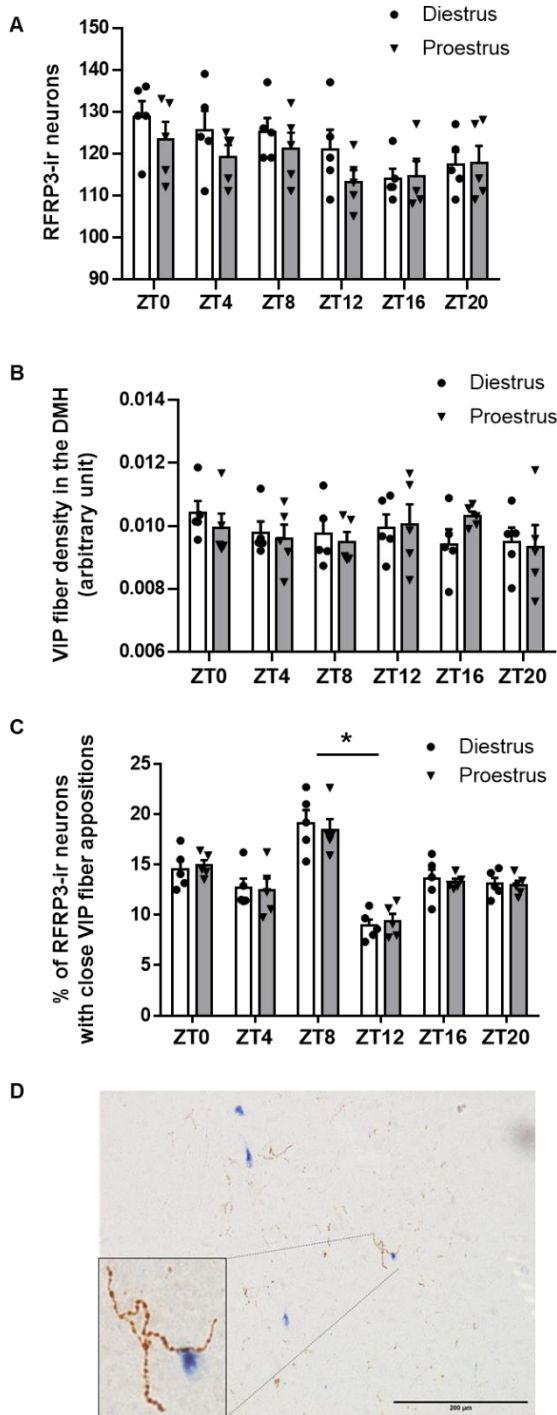 A
Diestrus
Proestrus
RFRP3-ir neurons
150
140
130
120
110
100
90
ZT0 ZT4 ZT8 ZT12 ZT16 ZT20
B
Diestrus
Proestrus
VIP fiber density in the DMH
(arbitrary unit)
0.014
0.012
0.010
0.008
0.006
ZT0 ZT4 ZT8 ZT12 ZT16 ZT20
C
Diestrus
Proestrus
*
% of RFRP3-ir neurons
with close VIP fiber appositions
25
20
15
10
5
0
ZT0 ZT4 ZT8 ZT12 ZT16 ZT20
D
200 µm